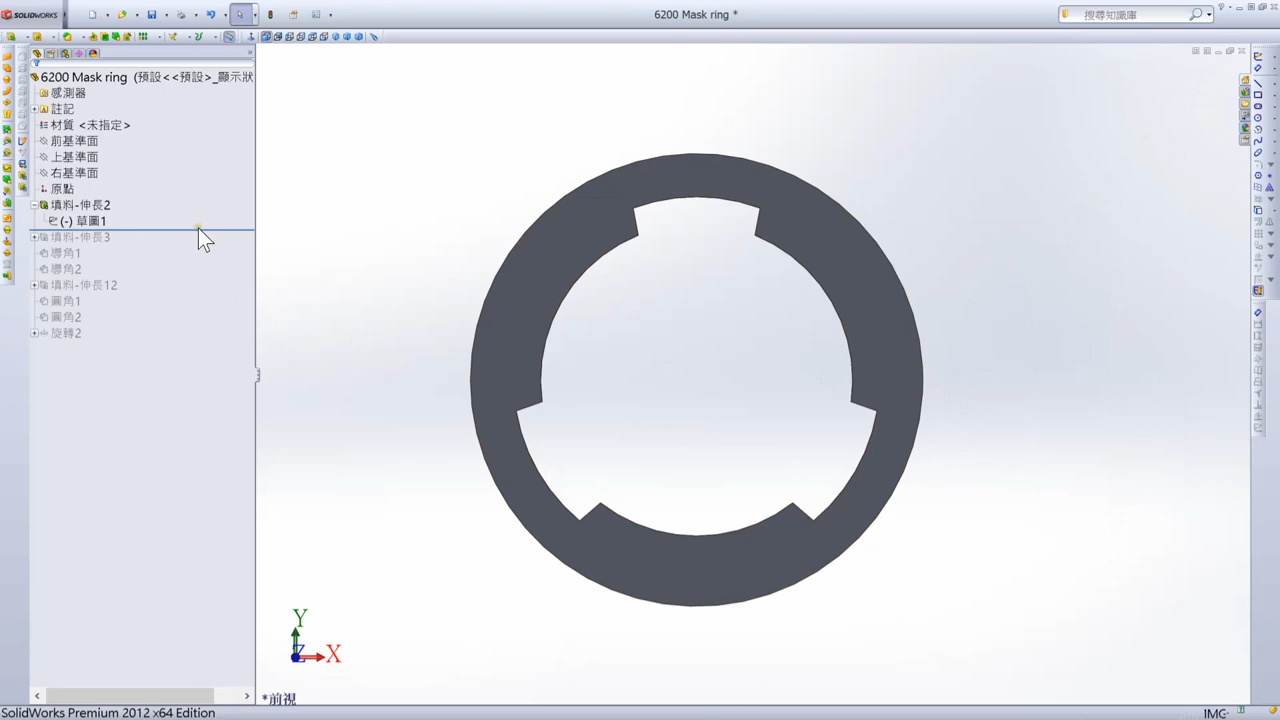 SOLIDWORKS
6200 Mask ring *
搜尋知識庫
6200 Mask ring (預設<<預設>_顯示狀
感測器
註記
材質 <未指定>
前基準面
上基準面
右基準面
原點
填料-伸長2
(-) 草圖1
填料-伸長3
導角1
導角2
填料-伸長12
圓角1
圓角2
旋轉2
Y
Z
X
*前視
SolidWorks Premium 2012 x64 Edition
IMC